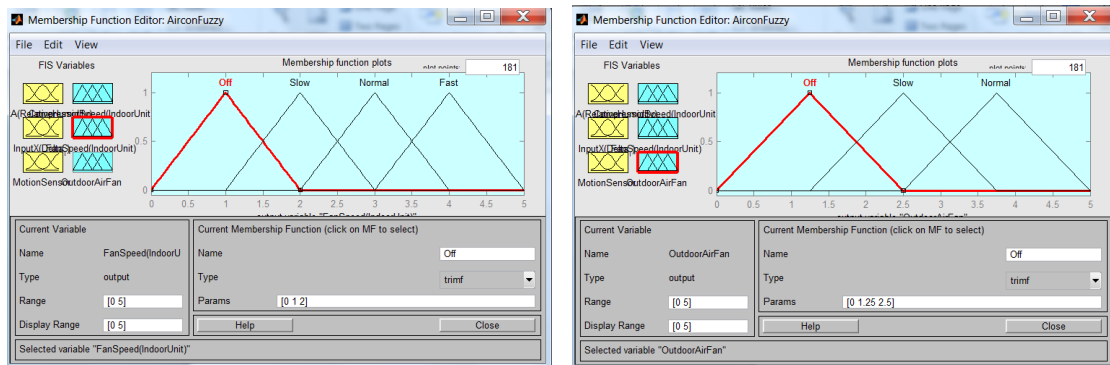 Membership Function Editor: AirconFuzzy
File Edit View
FIS Variables
Membership function plots
plot points:
181
Off
Slow
Normal
Fast
1
0.5
0
MotionSensor
OutdoorAirFan
0 0.5 1 1.5 2 2.5 3 3.5 4 4.5 5
output variable "FanSpeed(IndoorUnit)"
Current Variable
Name FanSpeed(IndoorU
Type output
Range [0 5]
Display Range [0 5]
Current Membership Function (click on MF to select)
Name Off
Type trimf
Params [0 1 2]
Help Close
Selected variable "FanSpeed(IndoorUnit)"
Membership Function Editor: AirconFuzzy
File Edit View
FIS Variables
Membership function plots
plot points:
181
Off
Slow
Normal
1
0.5
0
MotionSensor
OutdoorAirFan
0 0.5 1 1.5 2 2.5 3 3.5 4 4.5 5
output variable "OutdoorAirFan"
Current Variable
Name OutdoorAirFan
Type output
Range [0 5]
Display Range [0 5]
Current Membership Function (click on MF to select)
Name Off
Type trimf
Params [0 1.25 2.5]
Help Close
Selected variable "OutdoorAirFan"